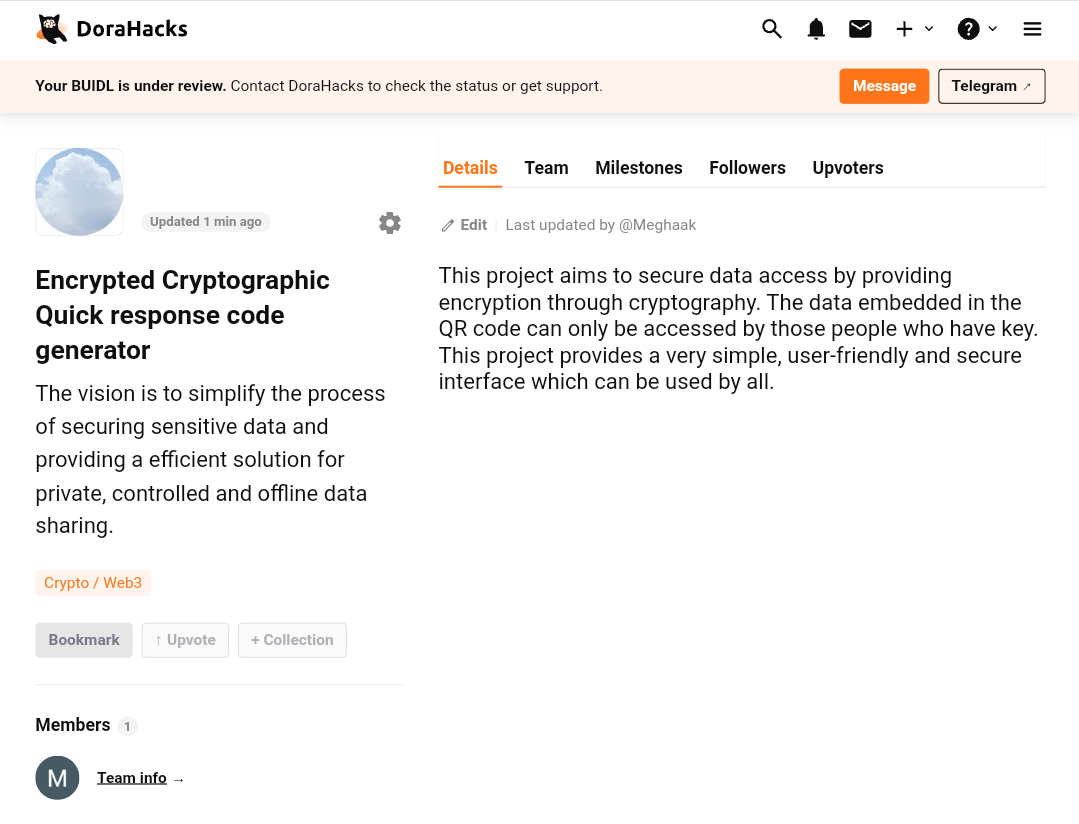 DoraHacks
Your BUIDL is under review. Contact DoraHacks to check the status or get support.
Message
Telegram ↗
Updated 1 min ago
Encrypted Cryptographic
Quick response code
generator
The vision is to simplify the process
of securing sensitive data and
providing a efficient solution for
private, controlled and offline data
sharing.
Crypto / Web3
Bookmark
↑ Upvote
+ Collection
Members 1
M
Team info →
Details Team Milestones Followers Upvoters
Edit Last updated by @Meghaak
This project aims to secure data access by providing
encryption through cryptography. The data embedded in the
QR code can only be accessed by those people who have key.
This project provides a very simple, user-friendly and secure
interface which can be used by all.